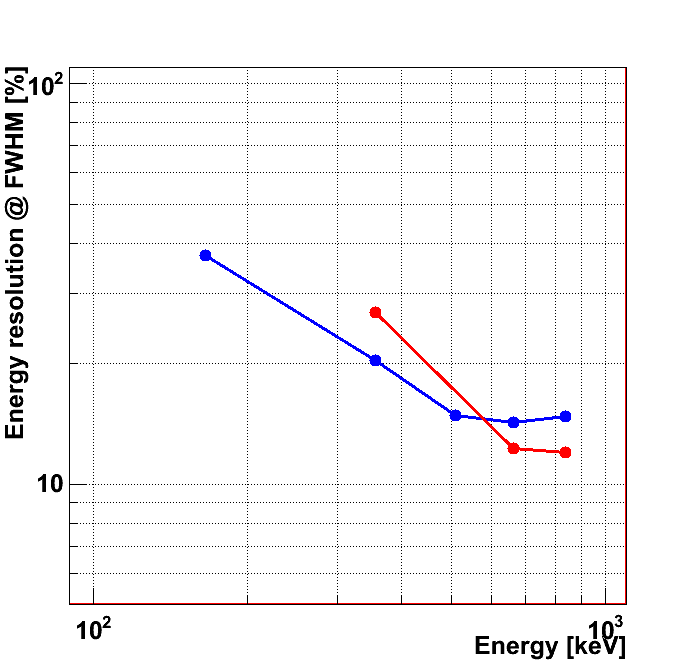 Energy resolution @ FWHM [%]
10²
10
10²
10³
Energy [keV]